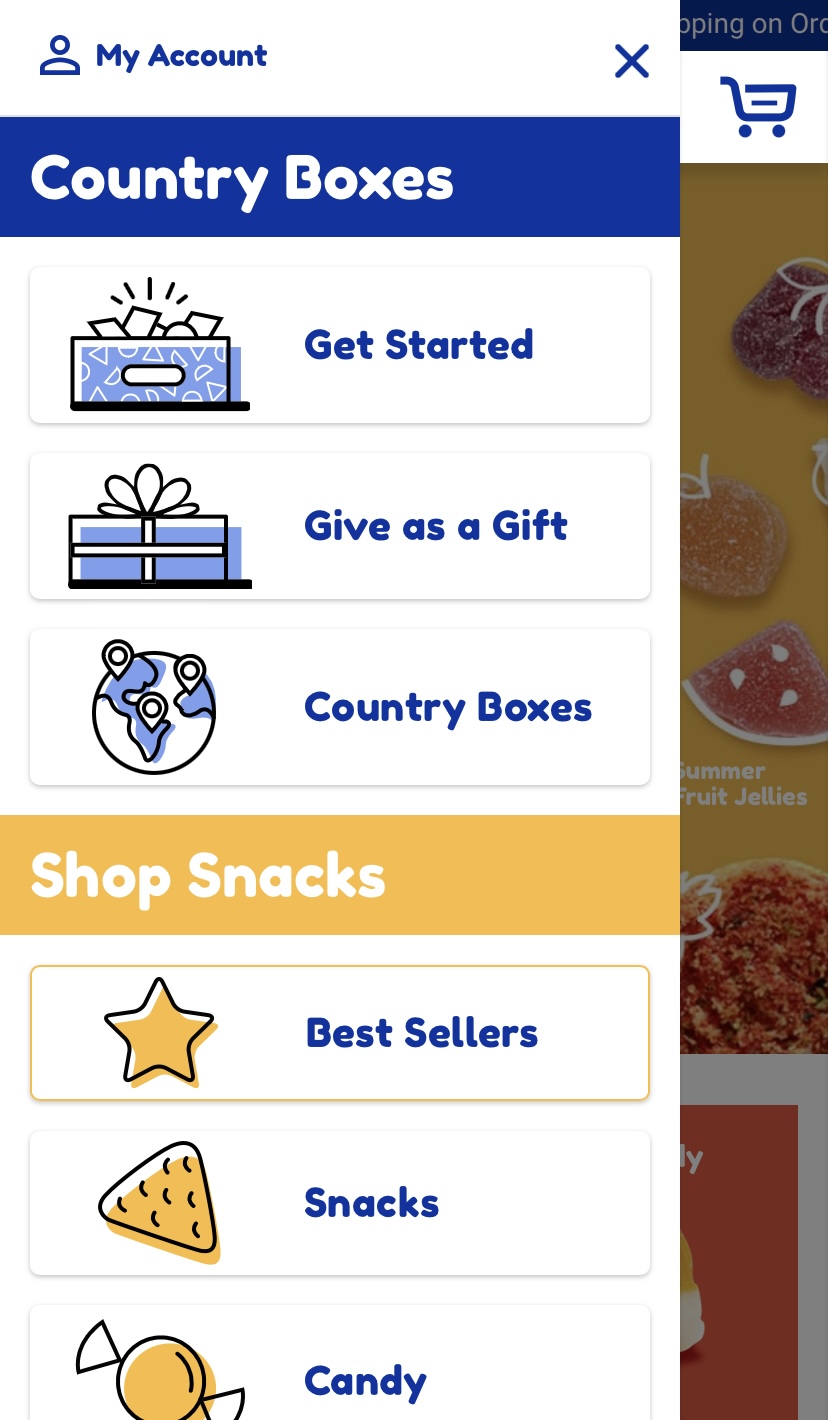 My Account
pping on Ord
Country Boxes
Get Started
Give as a Gift
Country Boxes
Summer
Fruit Jellies
Shop Snacks
Best Sellers
ly
Snacks
Candy